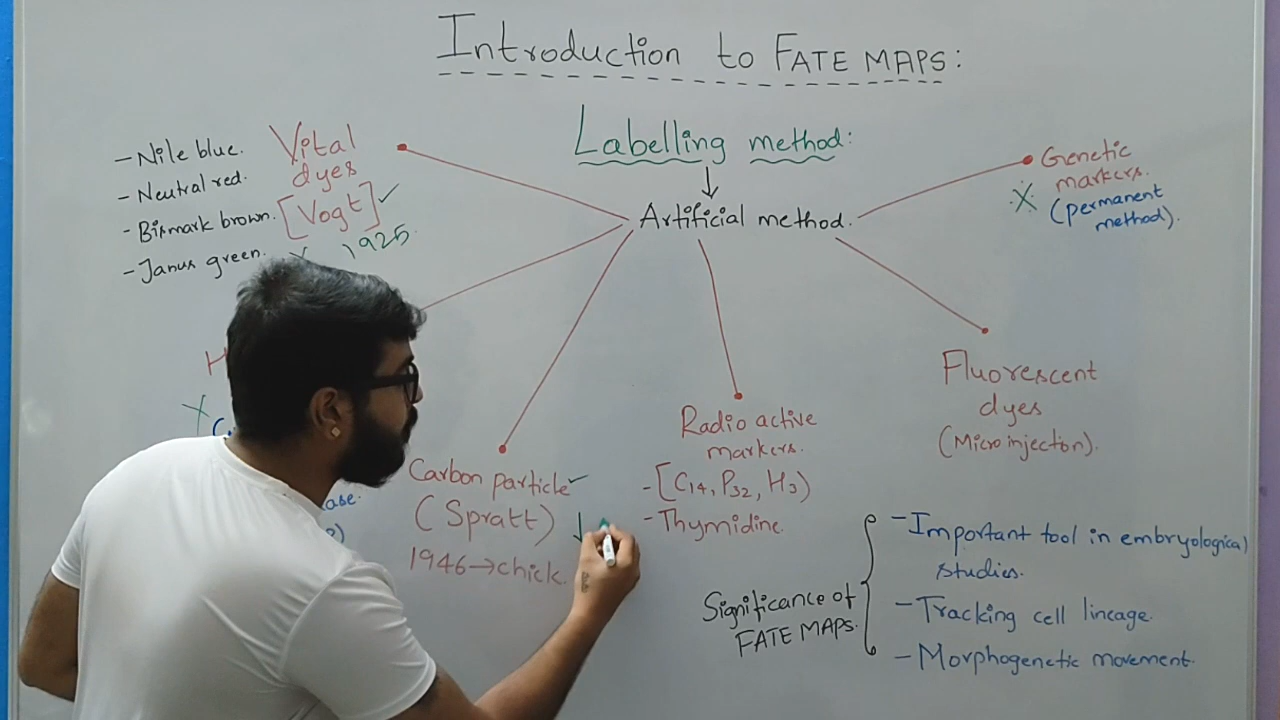 Introduction to FATE MAPS:
Labelling method:
Artificial method.
Vital
dyes
[Vogt]
1925
- Nile blue.
- Neutral red.
- Bismark brown.
- Janus green.
Carbon particle
(Spratt)
1946→chick.
Radio active
markers.
- [C14, P32, H3)
- Thymidine.
Fluorescent
dyes
(Micro injection).
Genetic
markers.
X (permanent
method).
Significance of
FATE MAPS.
- Important tool in embryological
studies.
- Tracking cell lineage.
- Morphogenetic movement.